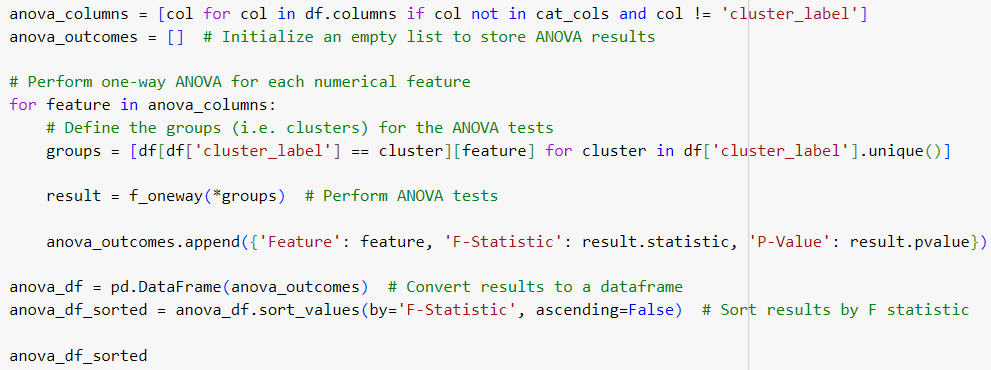 anova_columns = [col for col in df.columns if col not in cat_cols and col != 'cluster_label']
anova_outcomes = []  # Initialize an empty list to store ANOVA results

# Perform one-way ANOVA for each numerical feature
for feature in anova_columns:
    # Define the groups (i.e. clusters) for the ANOVA tests
    groups = [df[df['cluster_label'] == cluster][feature] for cluster in df['cluster_label'].unique()]

    result = f_oneway(*groups)  # Perform ANOVA tests

    anova_outcomes.append({'Feature': feature, 'F-Statistic': result.statistic, 'P-Value': result.pvalue})

anova_df = pd.DataFrame(anova_outcomes)  # Convert results to a dataframe
anova_df_sorted = anova_df.sort_values(by='F-Statistic', ascending=False)  # Sort results by F statistic

anova_df_sorted